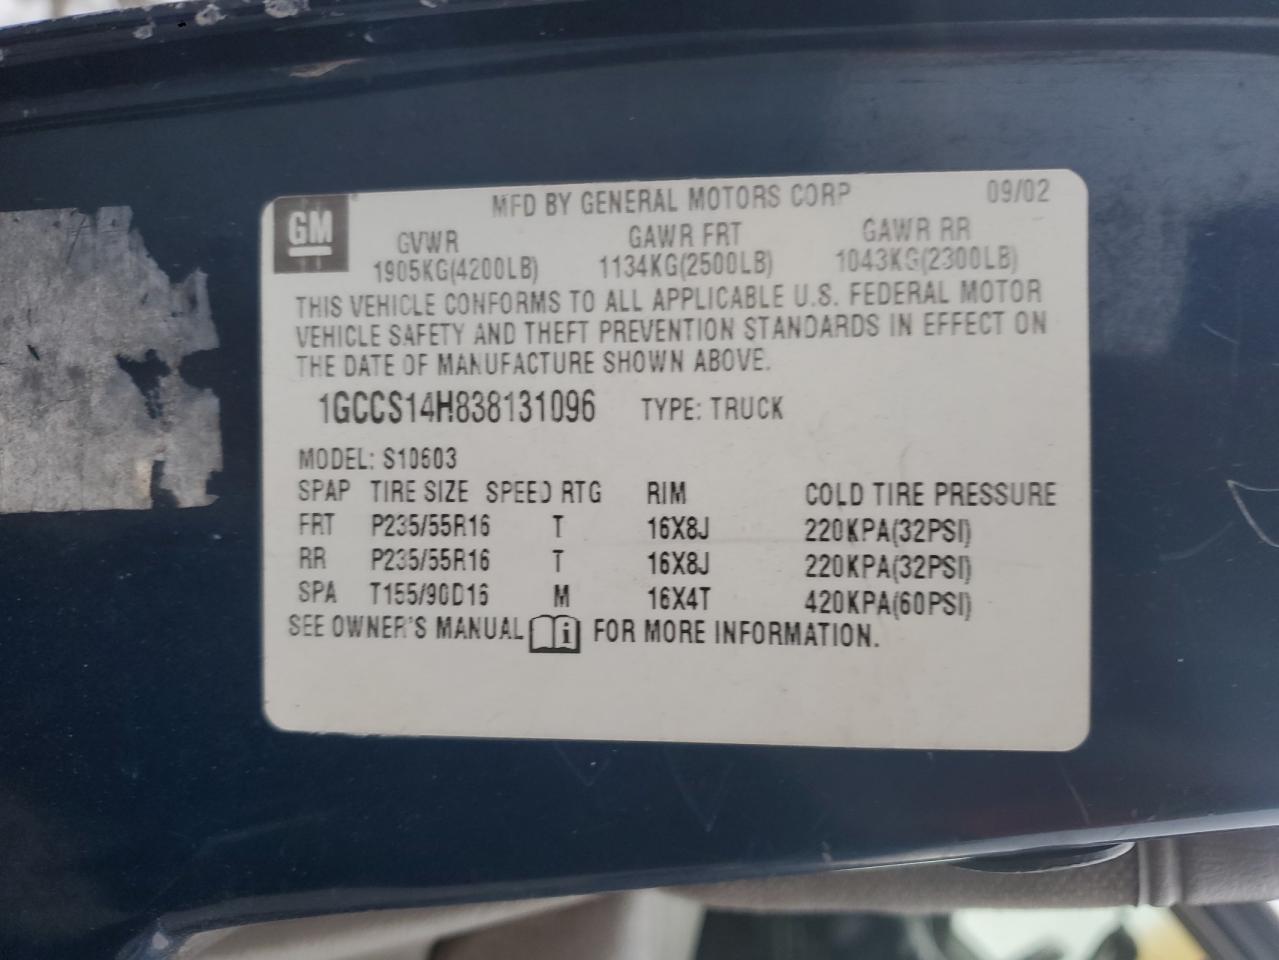 GM
MFD BY GENERAL MOTORS CORP 09/02
GVWR GAWR FRT GAWR RR
1905KG(4200LB) 1134KG(2500LB) 1043KG(2300LB)
THIS VEHICLE CONFORMS TO ALL APPLICABLE U.S. FEDERAL MOTOR
VEHICLE SAFETY AND THEFT PREVENTION STANDARDS IN EFFECT ON
THE DATE OF MANUFACTURE SHOWN ABOVE.
1GCCS14H838131096 TYPE: TRUCK
MODEL: S10603
SPAP TIRE SIZE SPEED RTG RIM COLD TIRE PRESSURE
FRT P235/55R16 T 16X8J 220KPA(32PSI)
RR P235/55R16 T 16X8J 220KPA(32PSI)
SPA T155/90D16 M 16X4T 420KPA(60PSI)
SEE OWNER'S MANUAL i FOR MORE INFORMATION.